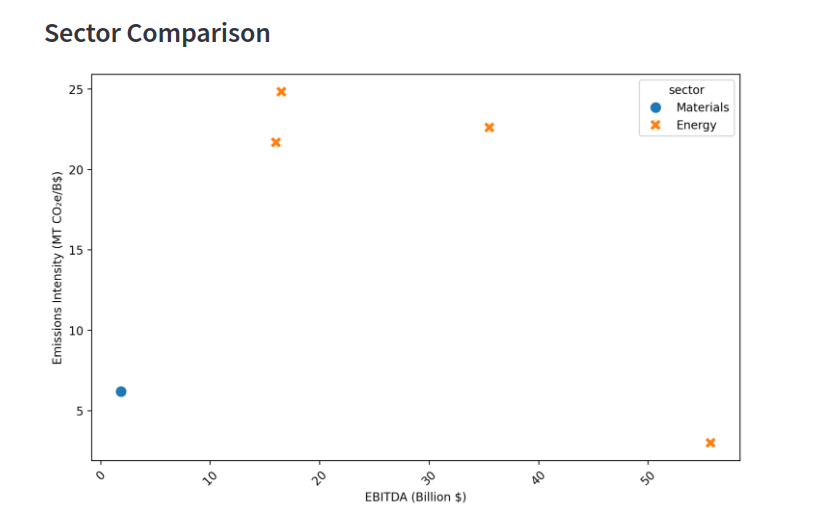 Sector Comparison
sector
Materials
Energy
25
20
15
10
5
Emissions Intensity (MT CO₂e/B$)
0
10
20
30
40
50
EBITDA (Billion $)